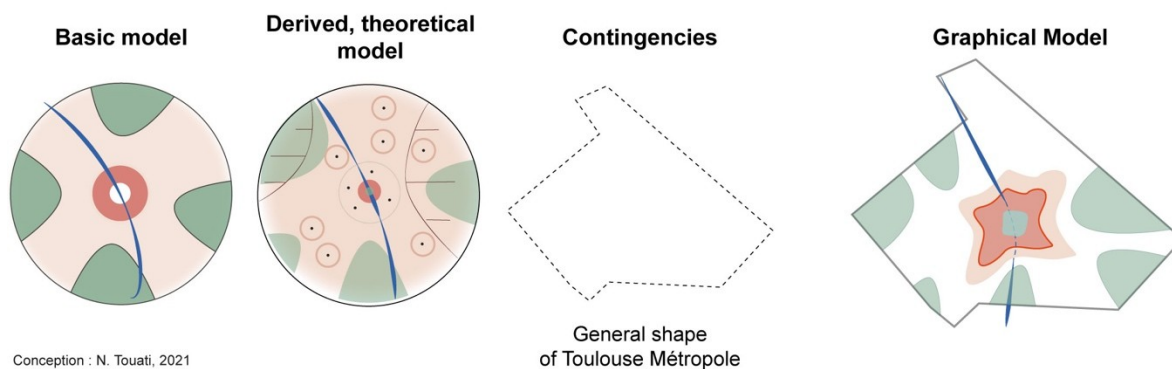 Basic model
Derived, theoretical
model
Contingencies
Graphical Model
General shape
of Toulouse Métropole
Conception : N. Touati, 2021